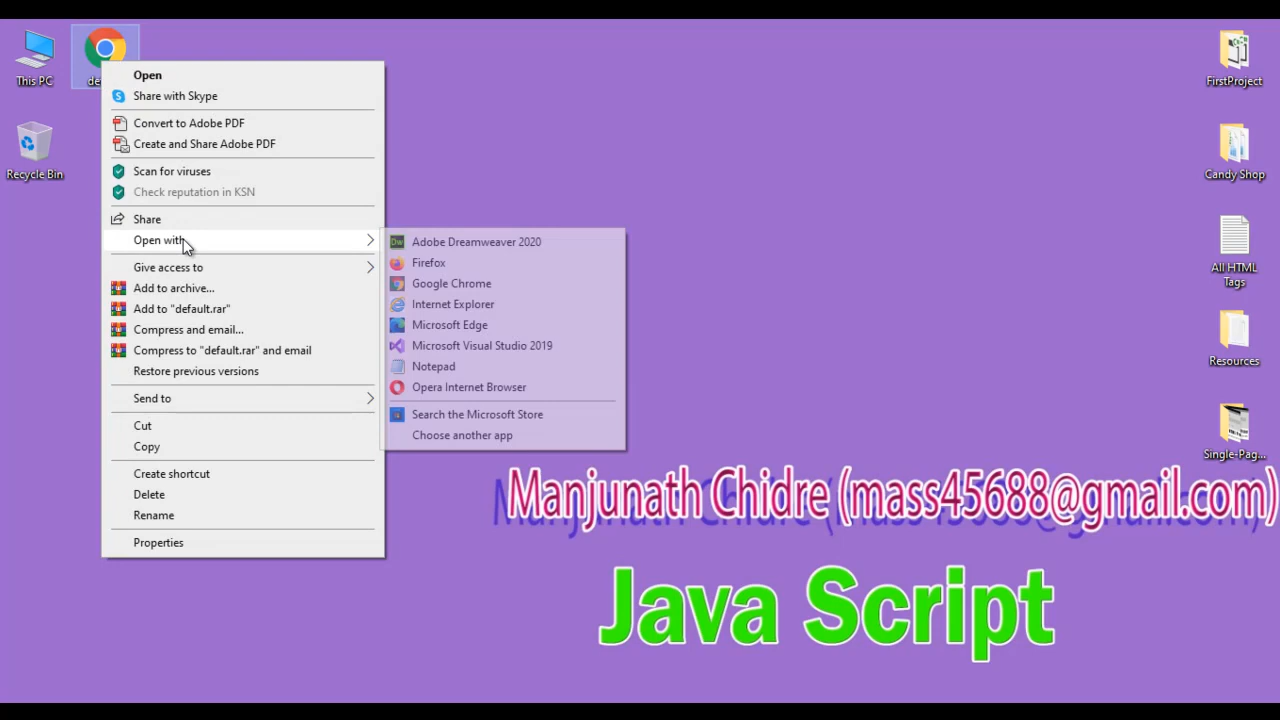 This PC
de
Recycle Bin
Open
Share with Skype
Convert to Adobe PDF
Create and Share Adobe PDF
Scan for viruses
Check reputation in KSN
Share
Open with
Give access to
Add to archive...
Add to "default.rar"
Compress and email...
Compress to "default.rar" and email
Restore previous versions
Send to
Cut
Copy
Create shortcut
Delete
Rename
Properties
Dw Adobe Dreamweaver 2020
Firefox
Google Chrome
Internet Explorer
Microsoft Edge
Microsoft Visual Studio 2019
Notepad
Opera Internet Browser
Search the Microsoft Store
Choose another app
FirstProject
Candy Shop
All HTML
Tags
Resources
Single-Pag...
Manjunath Chidre (mass45688@gmail.com)
Java Script